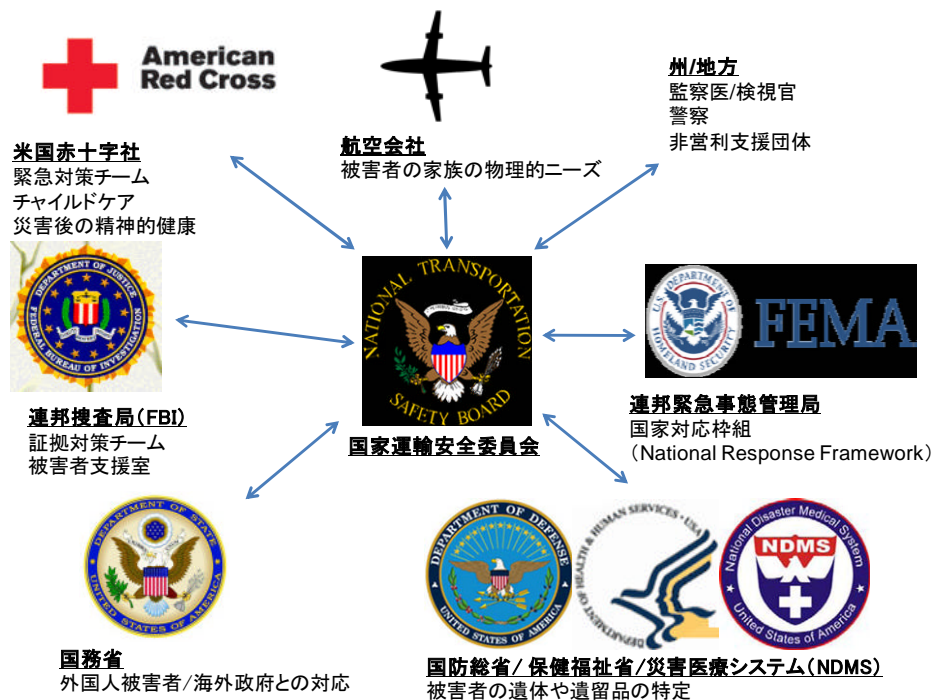 American
Red Cross
米国赤十字社
緊急対策チーム
チャイルドケア
災害後の精神的健康
航空会社
被害者の家族の物理的ニーズ
州/地方
監察医/検視官
警察
非営利支援団体
DEPARTMENT OF JUSTICE
FEDERAL BUREAU OF INVESTIGATION
連邦捜査局(FBI)
証拠対策チーム
被害者支援室
NATIONAL TRANSPORTATION
SAFETY BOARD
国家運輸安全委員会
U.S. DEPARTMENT OF
HOMELAND SECURITY
FEMA
連邦緊急事態管理局
国家対応枠組
(National Response Framework)
DEPARTMENT OF STATE
UNITED STATES OF AMERICA
国務省
外国人被害者/海外政府との対応
DEPARTMENT OF DEFENSE
UNITED STATES OF AMERICA
DEPARTMENT OF HEALTH & HUMAN SERVICES • USA
National Disaster Medical System
NDMS
United States of America
国防総省/ 保健福祉省/災害医療システム(NDMS)
被害者の遺体や遺留品の特定